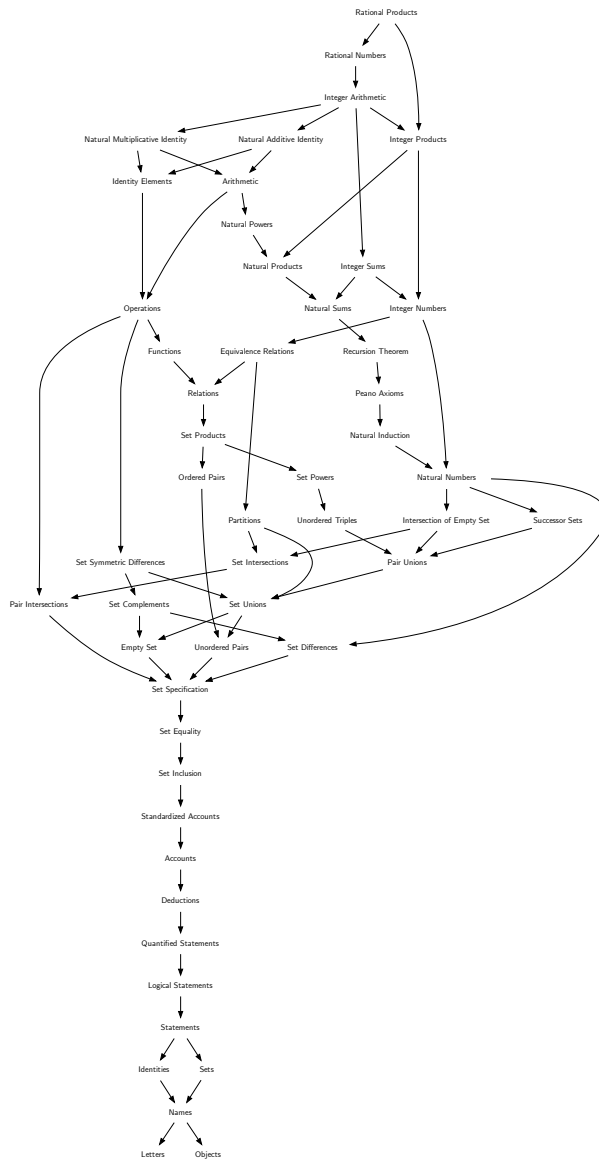 Rational Products
Rational Numbers
Integer Arithmetic
Natural Multiplicative Identity
Natural Additive Identity
Integer Products
Identity Elements
Arithmetic
Natural Powers
Natural Products
Integer Sums
Operations
Natural Sums
Integer Numbers
Functions
Equivalence Relations
Recursion Theorem
Relations
Peano Axioms
Set Products
Natural Induction
Ordered Pairs
Set Powers
Natural Numbers
Partitions
Unordered Triples
Intersection of Empty Set
Successor Sets
Set Symmetric Differences
Set Intersections
Pair Unions
Pair Intersections
Set Complements
Set Unions
Empty Set
Unordered Pairs
Set Differences
Set Specification
Set Equality
Set Inclusion
Standardized Accounts
Accounts
Deductions
Quantified Statements
Logical Statements
Statements
Identities
Sets
Names
Letters
Objects